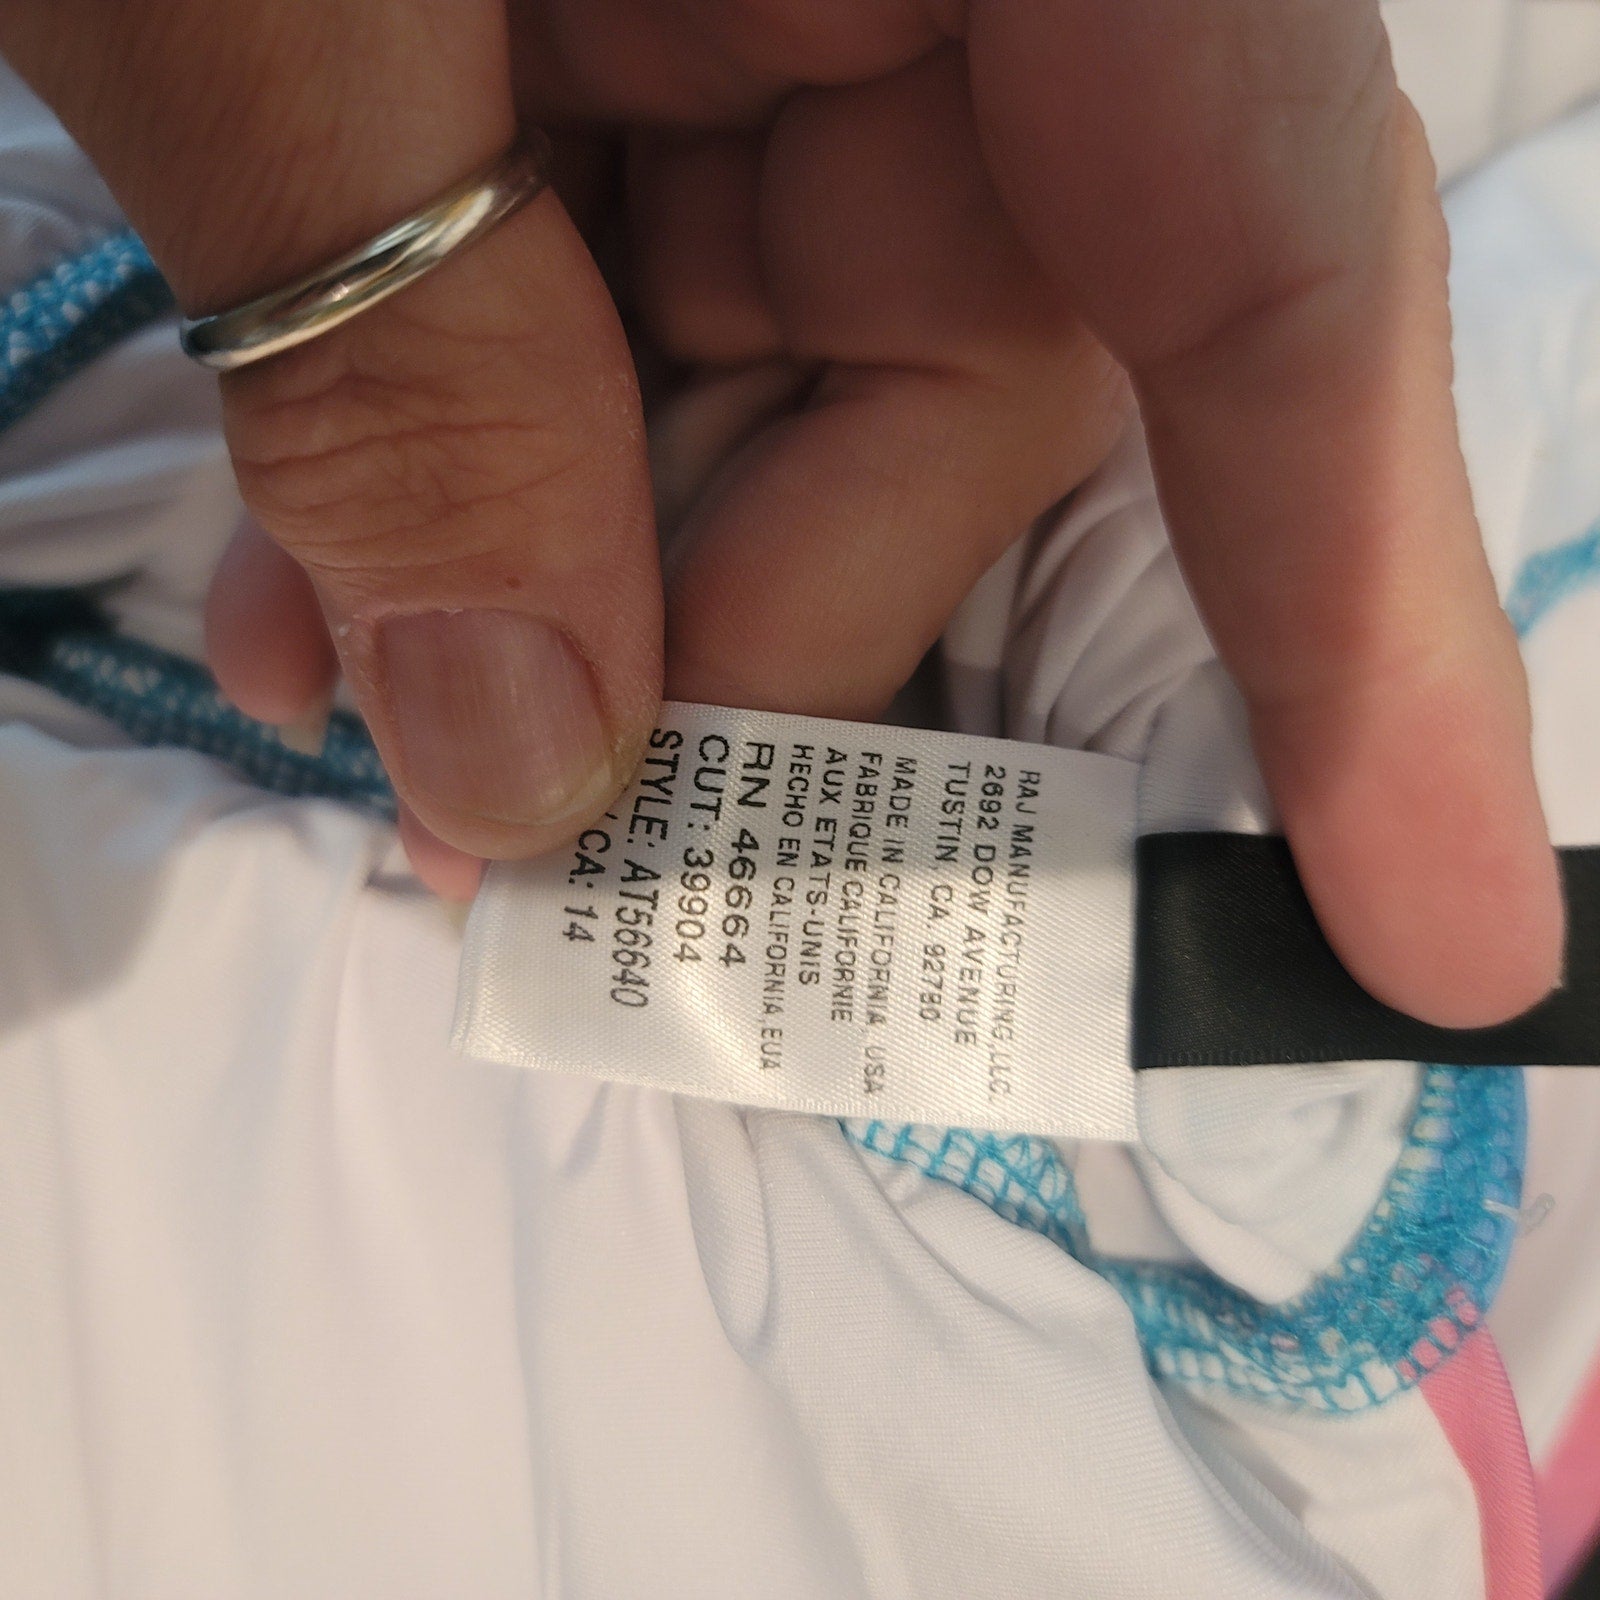 RAJ MANUFACTURING, LLC.
2692 DOW AVENUE
TUSTIN, CA. 92780
MADE IN CALIFORNIA, USA
FABRIQUE CALIFORNIE
AUX ETATS-UNIS
HECHO EN CALIFORNIA, EUA
RN 46664
CUT: 39904
STYLE: AT56640
CA: 14